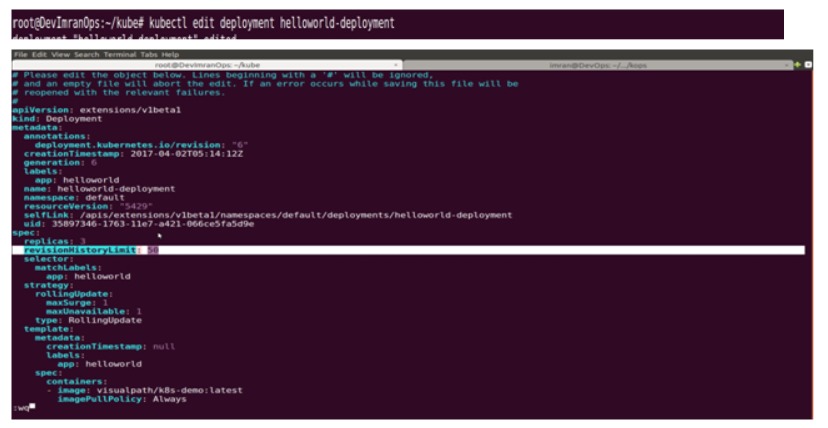 root@DevImranOps:~/kube# kubectl edit deployment helloworld-deployment
deployment "helloworld-deployment" edited
File Edit View Search Terminal Tabs Help
root@DevImranOps: ~/kube
imran@DevOps: ~/.../kops
# Please edit the object below. Lines beginning with a '#' will be ignored,
# and an empty file will abort the edit. If an error occurs while saving this file will be
# reopened with the relevant failures.
#
apiVersion: extensions/v1beta1
kind: Deployment
metadata:
  annotations:
    deployment.kubernetes.io/revision: "6"
  creationTimestamp: 2017-04-02T05:14:12Z
  generation: 6
  labels:
    app: helloworld
  name: helloworld-deployment
  namespace: default
  resourceVersion: "5429"
  selfLink: /apis/extensions/v1beta1/namespaces/default/deployments/helloworld-deployment
  uid: 35897346-1763-11e7-a421-066ce5fa5d9e
spec:
  replicas: 3
  revisionHistoryLimit: 50
  selector:
    matchLabels:
      app: helloworld
  strategy:
    rollingUpdate:
      maxSurge: 1
      maxUnavailable: 1
    type: RollingUpdate
  template:
    metadata:
      creationTimestamp: null
      labels:
        app: helloworld
    spec:
      containers:
      - image: visualpath/k8s-demo:latest
        imagePullPolicy: Always
:wq